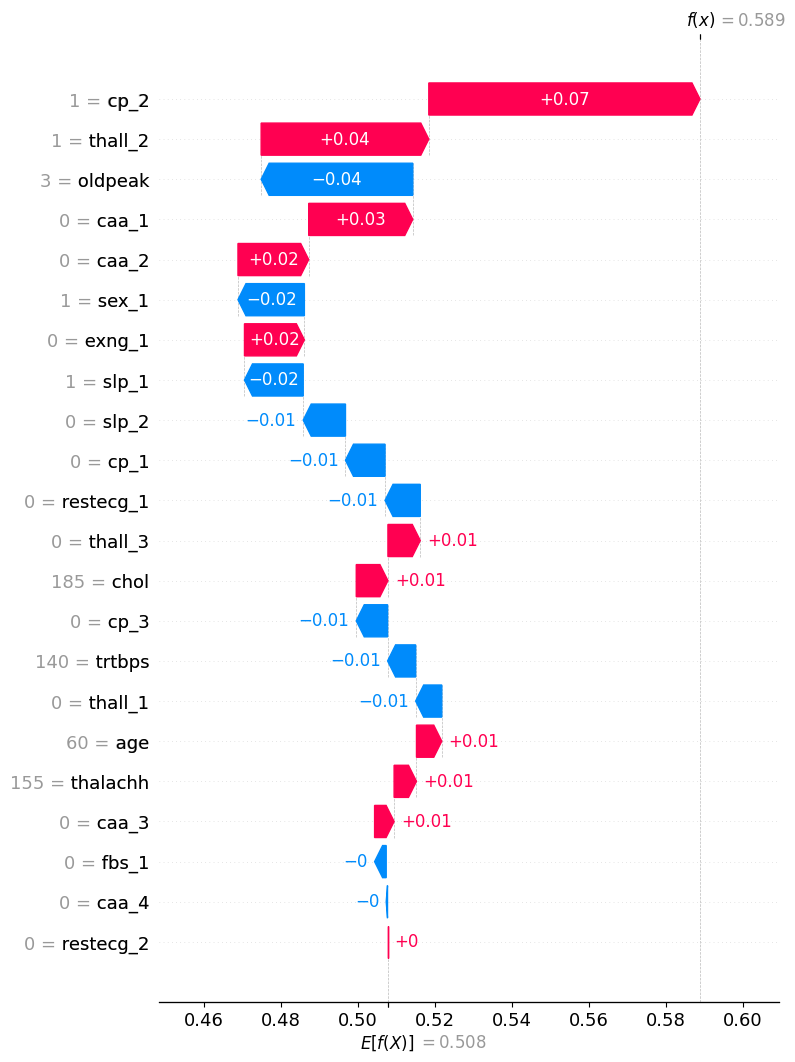 f(x) = 0.589
1 = cp_2 +0.07
1 = thall_2 +0.04
3 = oldpeak −0.04
0 = caa_1 +0.03
0 = caa_2 +0.02
1 = sex_1 −0.02
0 = exng_1 +0.02
1 = slp_1 −0.02
0 = slp_2 −0.01
0 = cp_1 −0.01
0 = restecg_1 −0.01
0 = thall_3 +0.01
185 = chol +0.01
0 = cp_3 −0.01
140 = trtbps −0.01
0 = thall_1 −0.01
60 = age +0.01
155 = thalachh +0.01
0 = caa_3 +0.01
0 = fbs_1 −0
0 = caa_4 −0
0 = restecg_2 +0
0.46 0.48 0.50 0.52 0.54 0.56 0.58 0.60
E[f(X)] = 0.508